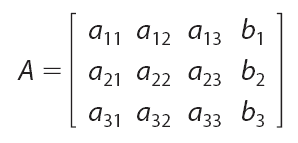 a₁₁ a₁₂ a₁₃ b₁
A = a₂₁ a₂₂ a₂₃ b₂
a₃₁ a₃₂ a₃₃ b₃